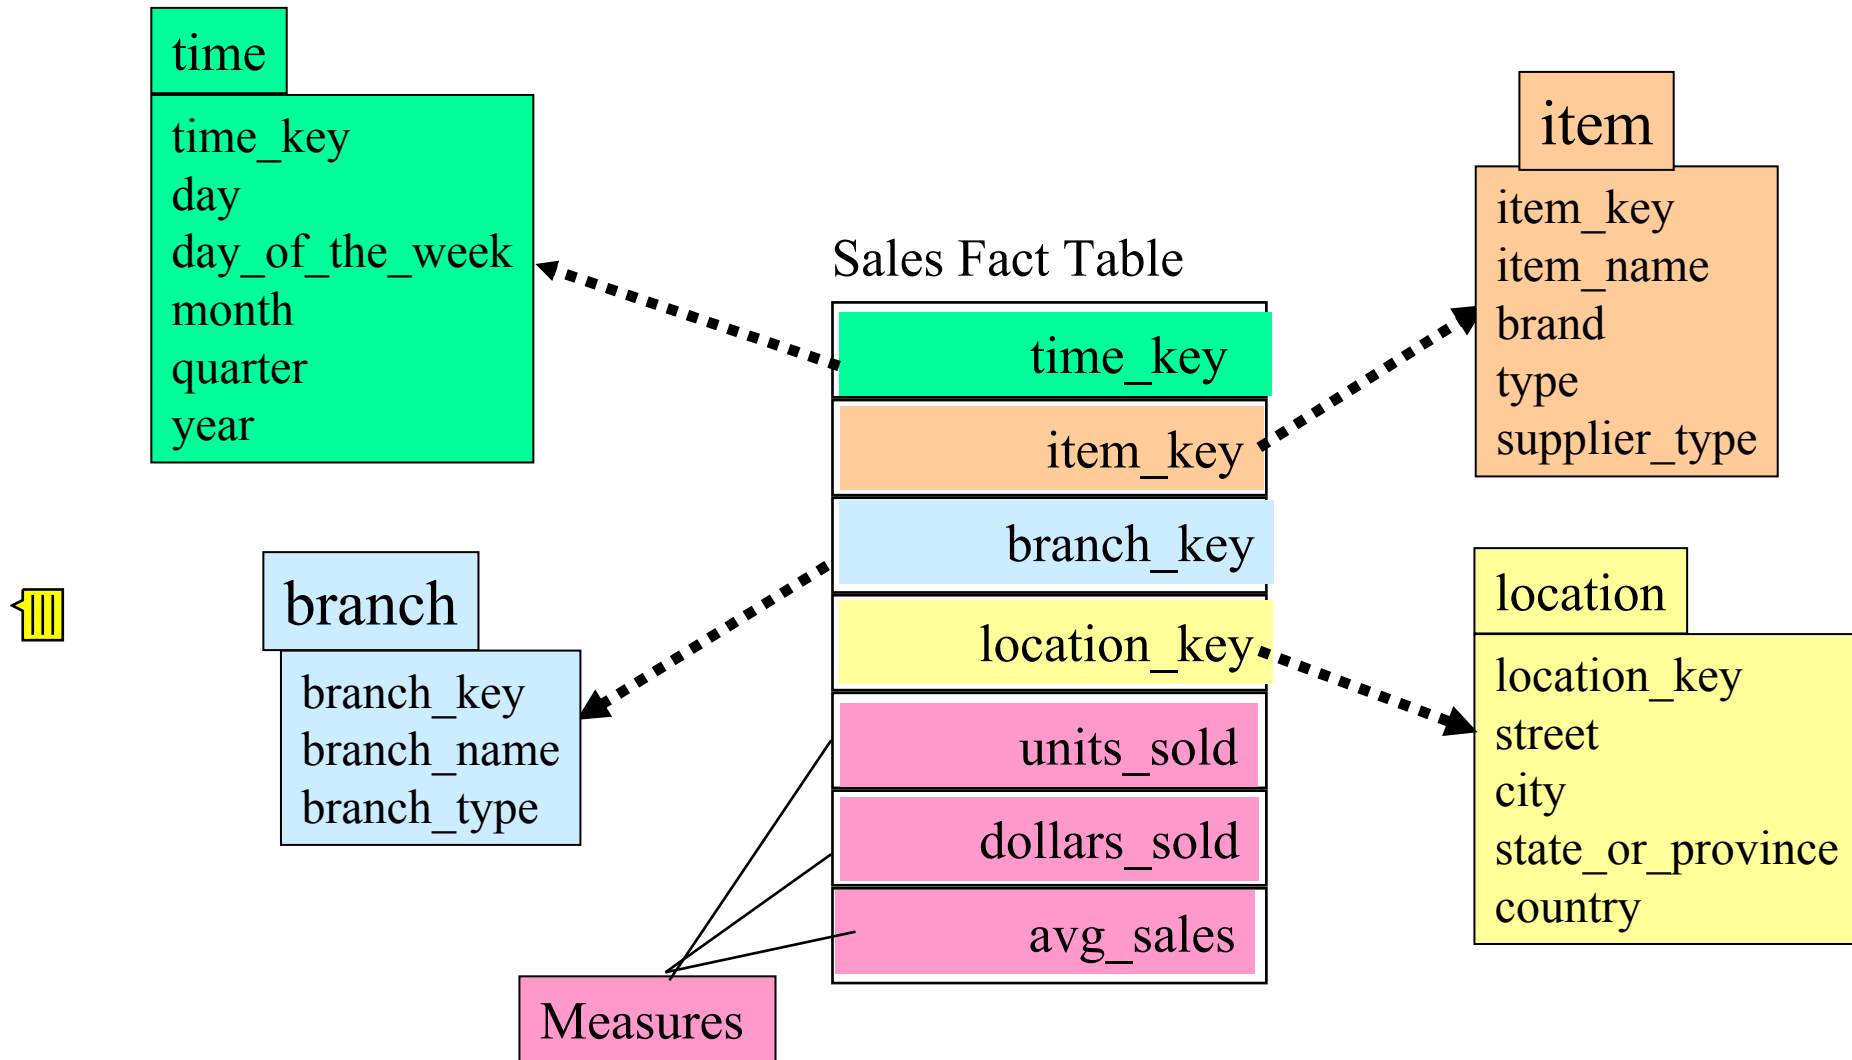 time
time_key
day
day_of_the_week
month
quarter
year
item
item_key
item_name
brand
type
supplier_type
Sales Fact Table
time_key
item_key
branch_key
location_key
units_sold
dollars_sold
avg_sales
branch
branch_key
branch_name
branch_type
location
location_key
street
city
state_or_province
country
Measures